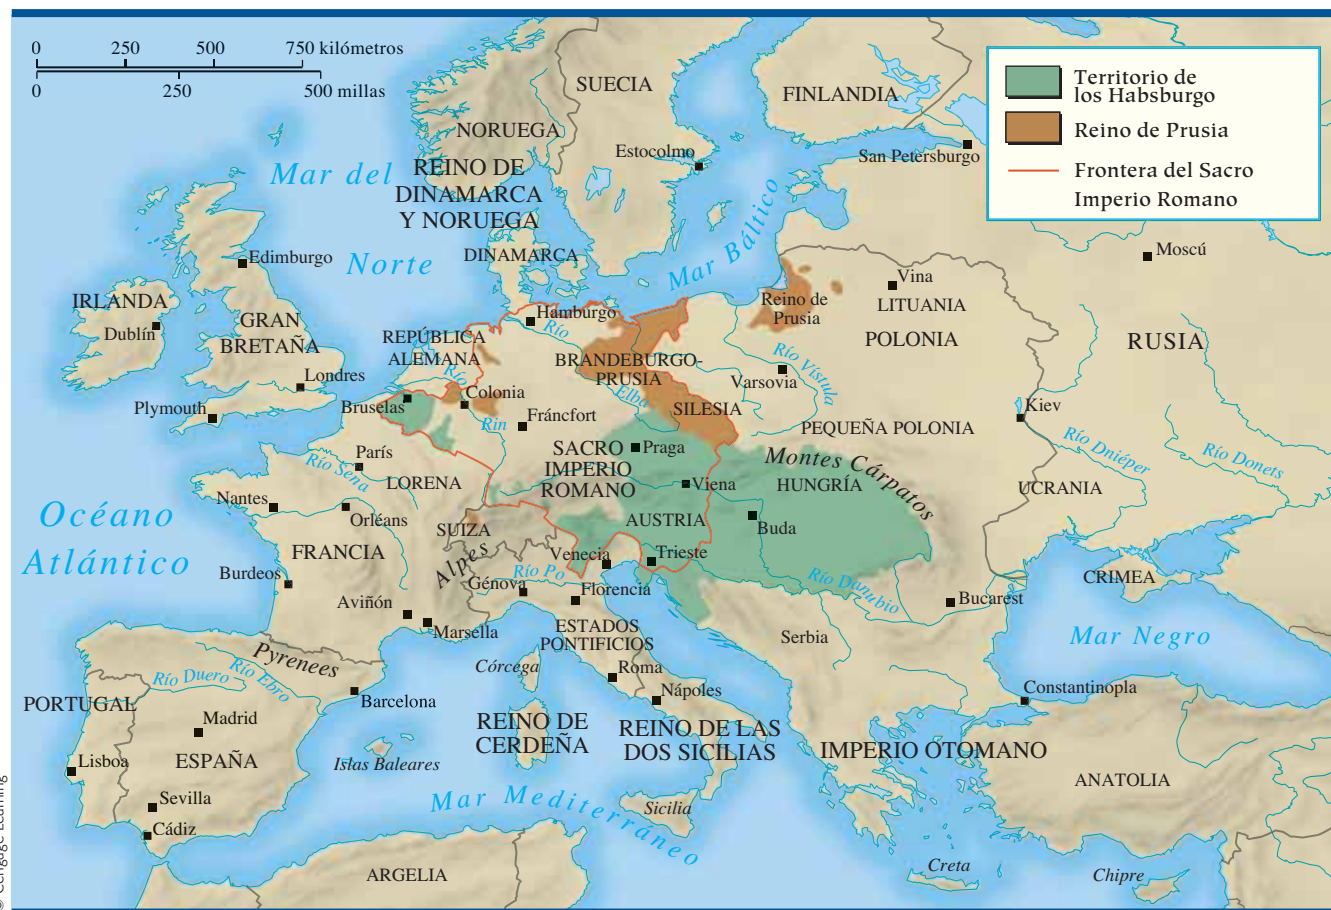 0 250 500 750 kilómetros
0 250 500 millas
Territorio de
los Habsburgo
Reino de Prusia
Frontera del Sacro
Imperio Romano
SUECIA
FINLANDIA
NORUEGA
Estocolmo
San Petersburgo
Mar del
Norte
REINO DE
DINAMARCA
Y NORUEGA
Mar Báltico
DINAMARCA
Moscú
Edimburgo
IRLANDA
Dublín
GRAN
BRETAÑA
Londres
Plymouth
Hamburgo
Río
Elba
REPÚBLICA
ALEMANA
Río
Rin
BRANDEBURGO-
PRUSIA
Reino de
Prusia
Vina
LITUANIA
POLONIA
RUSIA
Río Vístula
Varsovia
Bruselas
Colonia
Fráncfort
SILESIA
Kiev
PEQUEÑA POLONIA
Río Dniéper
Río Donets
París
Río Sena
LORENA
SACRO
IMPERIO
ROMANO
Praga
Montes Cárpatos
HUNGRÍA
UCRANIA
Viena
Nantes
Orléans
Océano
Atlántico
FRANCIA
SUIZA
AUSTRIA
Buda
Alpes
Venecia
Trieste
Burdeos
Río Po
Génova
Florencia
Río Danubio
CRIMEA
Bucarest
Aviñón
Marsella
ESTADOS
PONTIFICIOS
Serbia
Mar Negro
Pyrenees
Córcega
Roma
Río Duero
Río Ebro
Barcelona
Nápoles
Constantinopla
PORTUGAL
Madrid
REINO DE
CERDEÑA
REINO DE LAS
DOS SICILIAS
IMPERIO OTOMANO
Lisboa
ESPAÑA
Islas Baleares
ANATOLIA
Sevilla
Mar Mediterráneo
Sicilia
Cádiz
ARGELIA
Creta
Chipre
© Cengage Learning